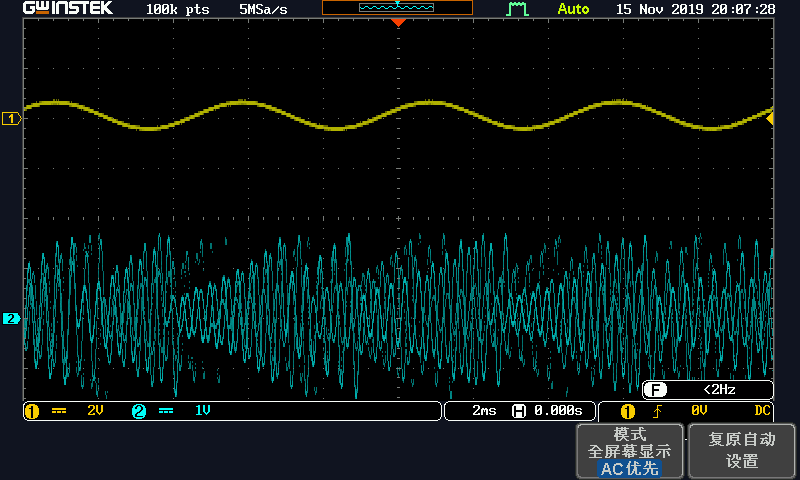 GWINSTEK 100k pts 5MSa/s Auto 15 Nov 2019 20:07:28
1
2
F <2Hz
1 2V 2 1V 2ms H 0.000s 1 0V DC
模式
全屏幕显示
AC优先
复原自动
设置